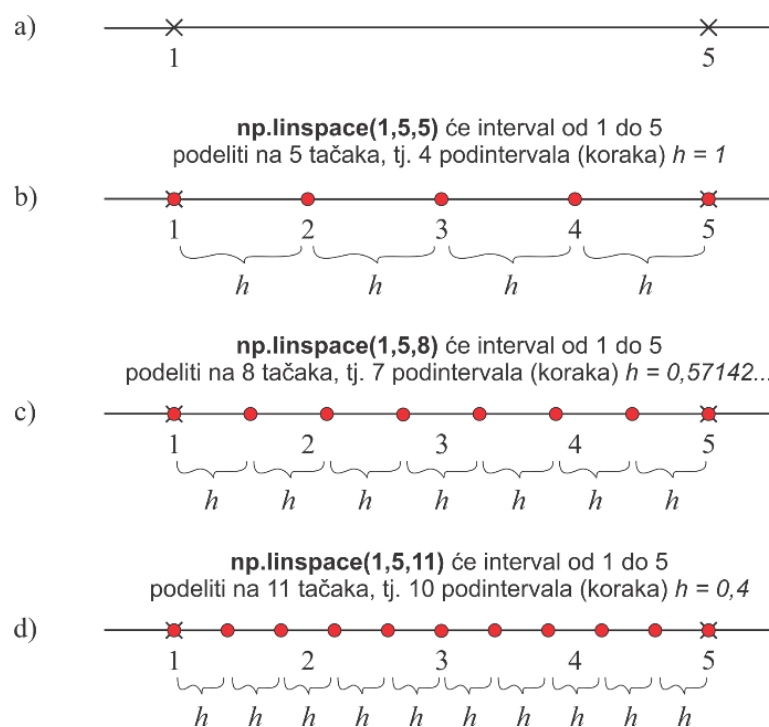 a)
1 5
np.linspace(1,5,5) će interval od 1 do 5
podeliti na 5 tačaka, tj. 4 podintervala (koraka) h = 1
b)
1 2 3 4 5
h h h h
np.linspace(1,5,8) će interval od 1 do 5
podeliti na 8 tačaka, tj. 7 podintervala (koraka) h = 0,57142...
c)
1 2 3 4 5
h h h h h h h
np.linspace(1,5,11) će interval od 1 do 5
podeliti na 11 tačaka, tj. 10 podintervala (koraka) h = 0,4
d)
1 2 3 4 5
h h h h h h h h h h